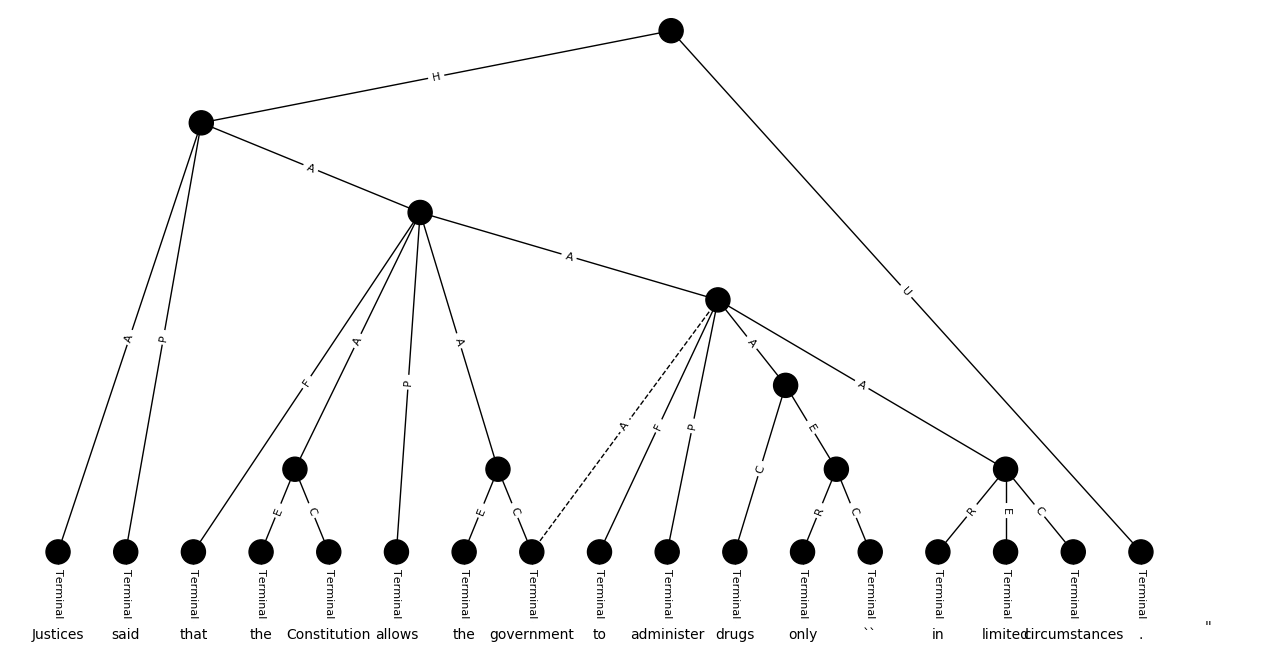 H
A
A
U
A P F A P A A F P A A
E C E C C E
R C R E C
Terminal Terminal Terminal Terminal Terminal Terminal Terminal Terminal Terminal Terminal Terminal Terminal Terminal Terminal Terminal Terminal Terminal
Justices said that the Constitution allows the government to administer drugs only `` in limited circumstances . "